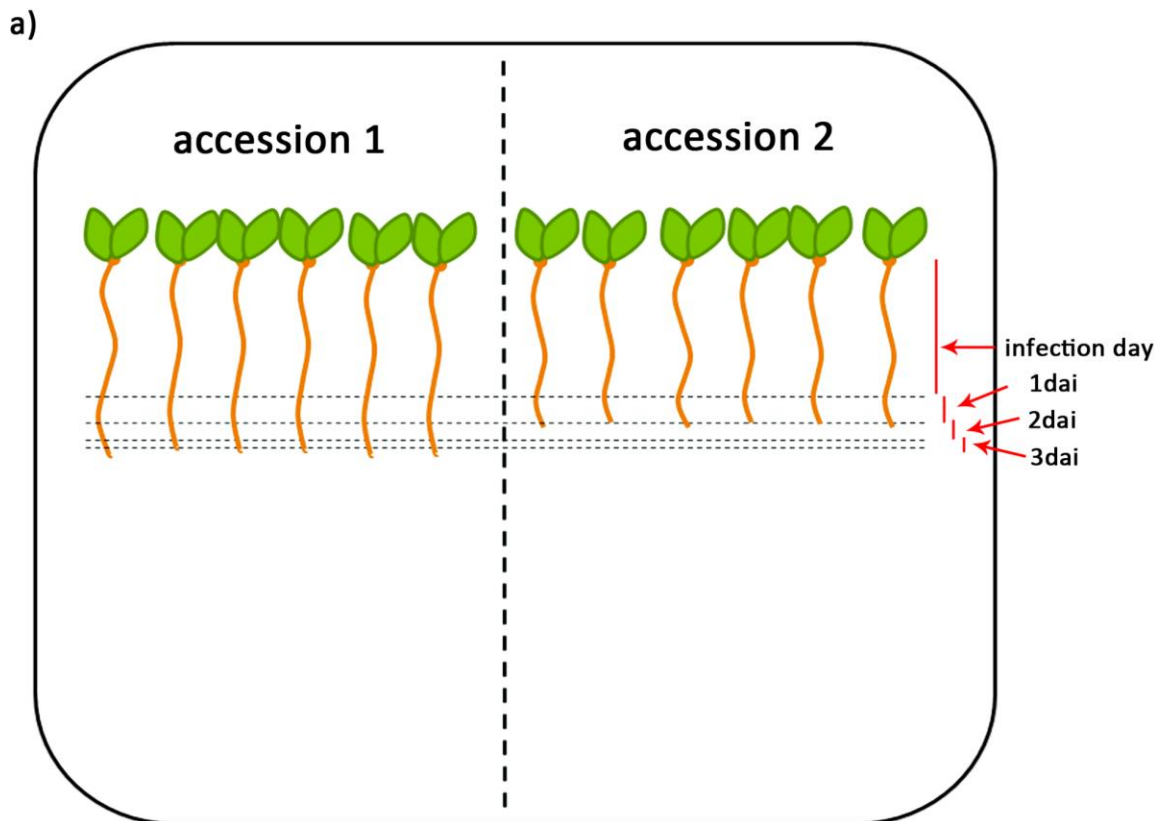 a)
accession 1
accession 2
infection day
1dai
2dai
3dai